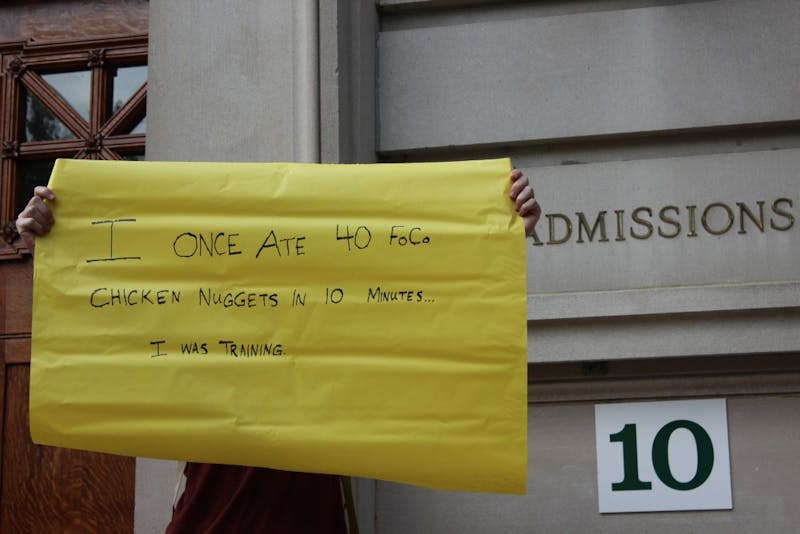 I ONCE ATE 40 FoCo
CHICKEN NUGGETS IN 10 MINUTES...
I WAS TRAINING.
ADMISSIONS
10